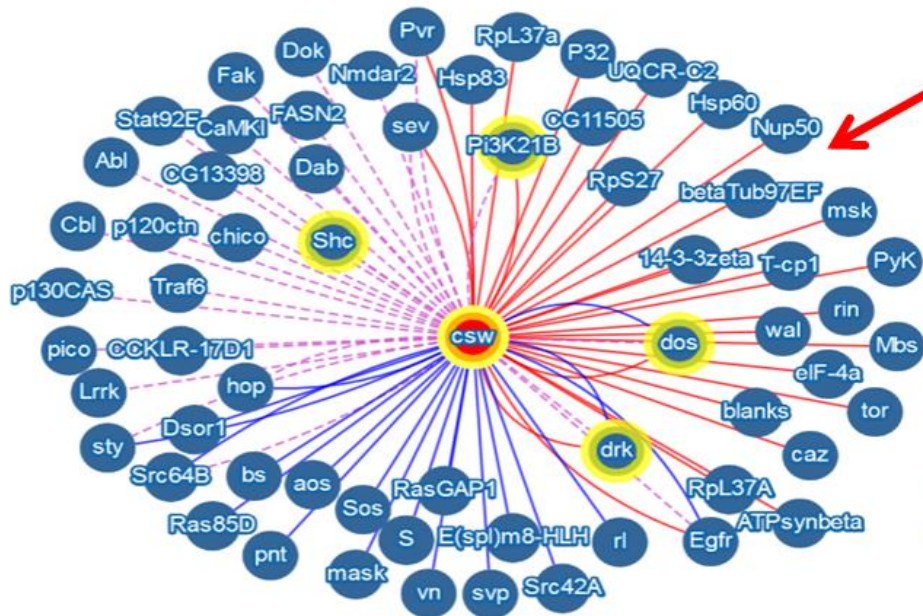 Pvr
RpL37a
Dok
P32
Fak
Nmdar2
Hsp83
UQCR-C2
Stat92E
CaMKI
FASN2
sev
CG11505
Hsp60
Nup50
Abl
CG13398
Dab
Pi3K21B
RpS27
betaTub97EF
msk
Cbl
p120ctn
chico
Shc
14-3-3zeta
T-cp1
PyK
p130CAS
Traf6
rin
csw
dos
wal
Mbs
pico
CCKLR-17D1
eIF-4a
Lrrk
hop
blanks
tor
sty
Dsor1
drk
caz
Src64B
bs
aos
RasGAP1
RpL37A
Ras85D
Sos
ATPsynbeta
pnt
S
E(spl)m8-HLH
rl
Egfr
mask
vn
svp
Src42A